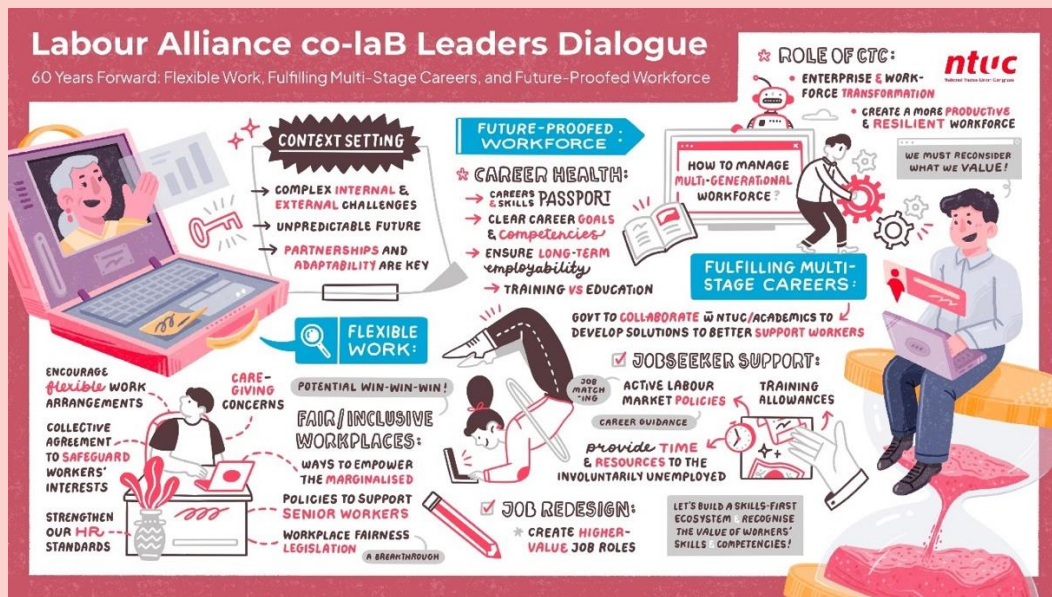 Labour Alliance co-laB Leaders Dialogue
60 Years Forward: Flexible Work, Fulfilling Multi-Stage Careers, and Future-Proofed Workforce
ntuc
National Trades Union Congress
CONTEXT SETTING
→ COMPLEX INTERNAL &
EXTERNAL CHALLENGES
→ UNPREDICTABLE FUTURE
→ PARTNERSHIPS AND
ADAPTABILITY ARE KEY
FUTURE-PROOFED
WORKFORCE
CAREER HEALTH:
→ CAREERS
& SKILLS PASSPORT
→ CLEAR CAREER GOALS
& competencies
→ ENSURE LONG-TERM
employability
→ TRAINING VS EDUCATION
ROLE OF CTC:
• ENTERPRISE & WORK-
FORCE TRANSFORMATION
• CREATE A MORE PRODUCTIVE
& RESILIENT WORKFORCE
HOW TO MANAGE
MULTI-GENERATIONAL
WORKFORCE?
WE MUST RECONSIDER
WHAT WE VALUE!
FLEXIBLE
WORK:
ENCOURAGE
flexible WORK
ARRANGEMENTS
CARE-
GIVING
CONCERNS
COLLECTIVE
AGREEMENT
TO SAFEGUARD
WORKERS'
INTERESTS
STRENGTHEN
OUR HR
STANDARDS
POTENTIAL WIN-WIN-WIN!
FAIR/INCLUSIVE
WORKPLACES:
WAYS TO EMPOWER
THE MARGINALISED
POLICIES TO SUPPORT
SENIOR WORKERS
WORKPLACE FAIRNESS
LEGISLATION
A BREAKTHROUGH
FULFILLING MULTI-
STAGE CAREERS:
GOVT TO COLLABORATE w̄ NTUC/ACADEMICS TO
DEVELOP SOLUTIONS TO BETTER SUPPORT WORKERS
JOBSEEKER SUPPORT:
JOB
MATCH
-ING
ACTIVE LABOUR
MARKET POLICIES
TRAINING
ALLOWANCES
CAREER GUIDANCE
provide TIME
& RESOURCES TO THE
INVOLUNTARILY UNEMPLOYED
JOB REDESIGN:
CREATE HIGHER-
VALUE JOB ROLES
LET'S BUILD A SKILLS-FIRST
ECOSYSTEM & RECOGNISE
THE VALUE OF WORKERS'
SKILLS & COMPETENCIES!